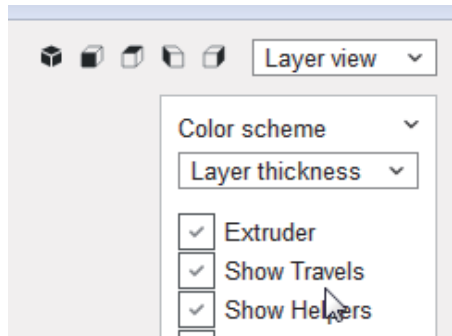 Layer view
Color scheme
Layer thickness
Extruder
Show Travels
Show Helpers